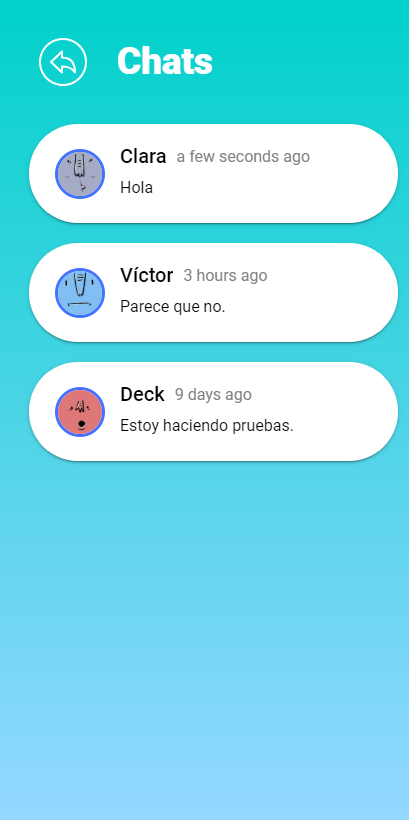 Chats
Clara a few seconds ago
Hola
Víctor 3 hours ago
Parece que no.
Deck 9 days ago
Estoy haciendo pruebas.